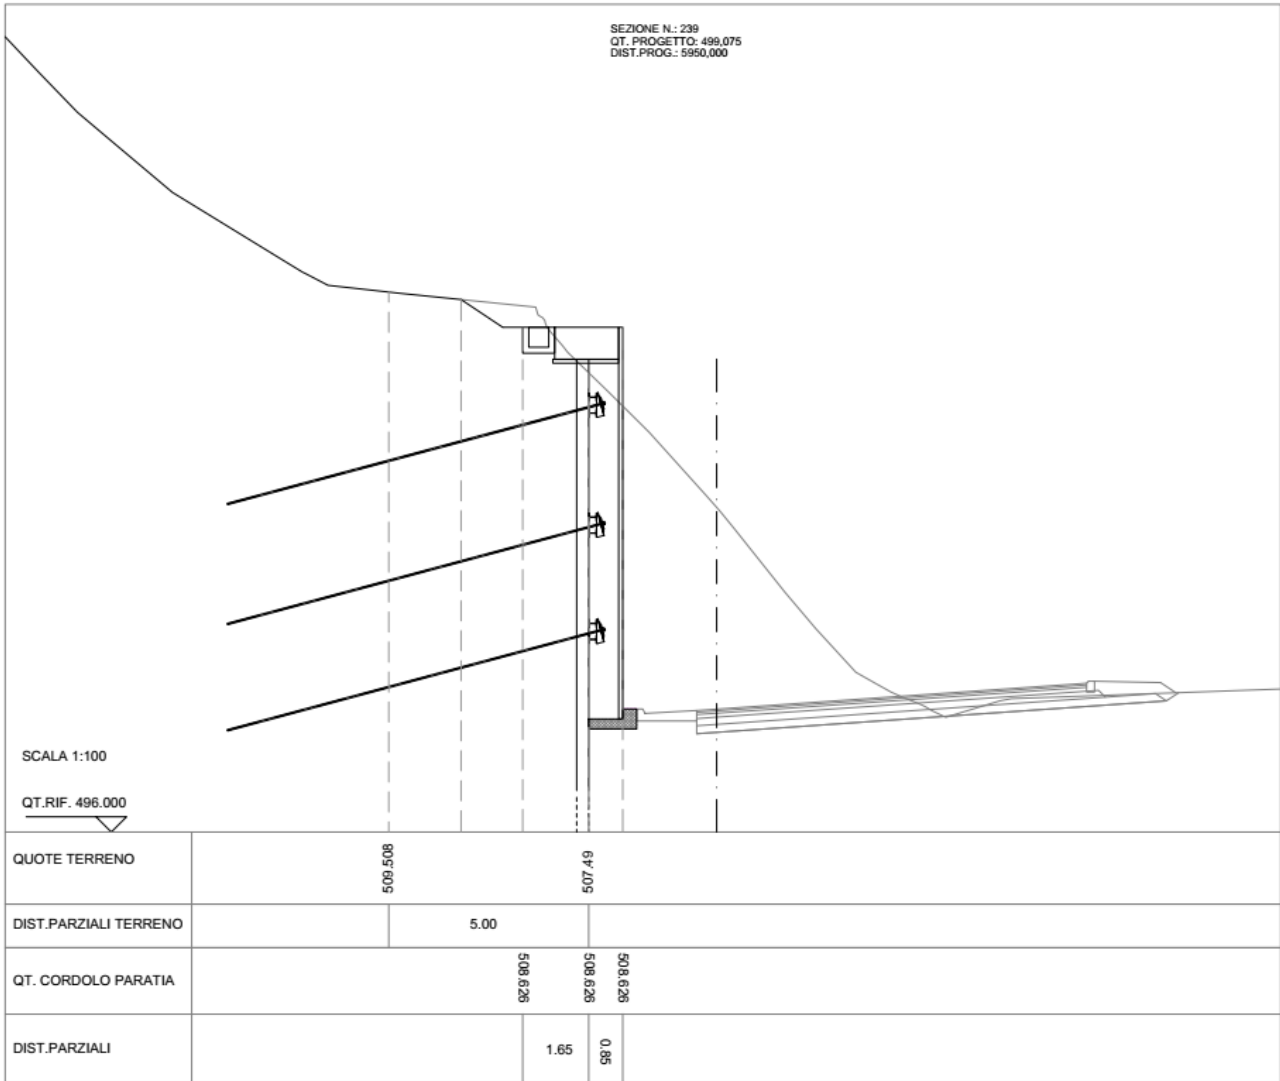 SEZIONE N.: 239
QT. PROGETTO: 499,075
DIST.PROG.: 5950,000
SCALA 1:100
QT.RIF. 496.000
QUOTE TERRENO
509.508
507.49
DIST.PARZIALI TERRENO
5.00
QT. CORDOLO PARATIA
508.626
508.626
508.626
DIST.PARZIALI
1.65
0.85